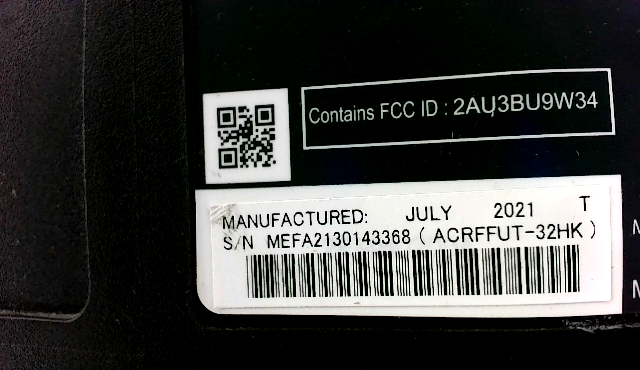 Contains FCC ID : 2AU3BU9W34
MANUFACTURED: JULY 2021 T
S/N MEFA2130143368 ( ACRFFUT-32HK )